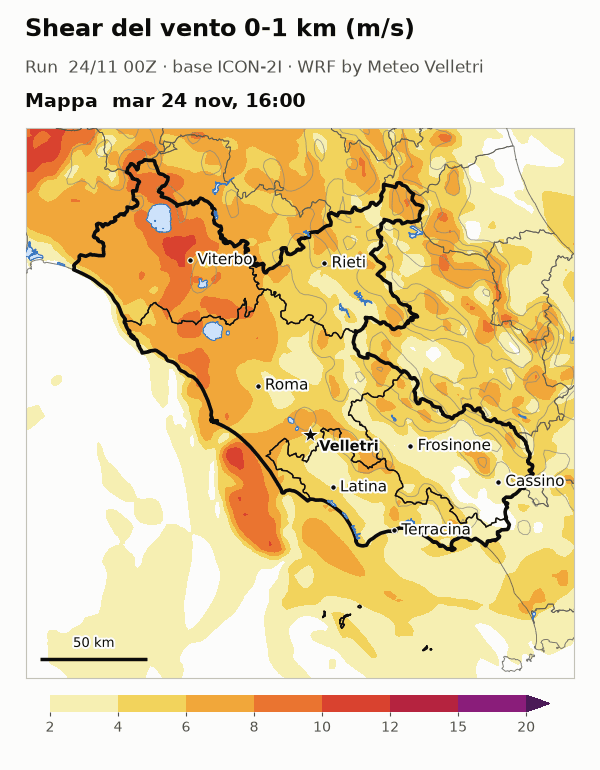 Shear del vento 0-1 km (m/s)
Run  24/11 00Z · base ICON-2I · WRF by Meteo Velletri
Mappa  mar 24 nov, 16:00
Viterbo
Rieti
Roma
Velletri
Frosinone
Cassino
Latina
Terracina
50 km
2 4 6 8 10 12 15 20